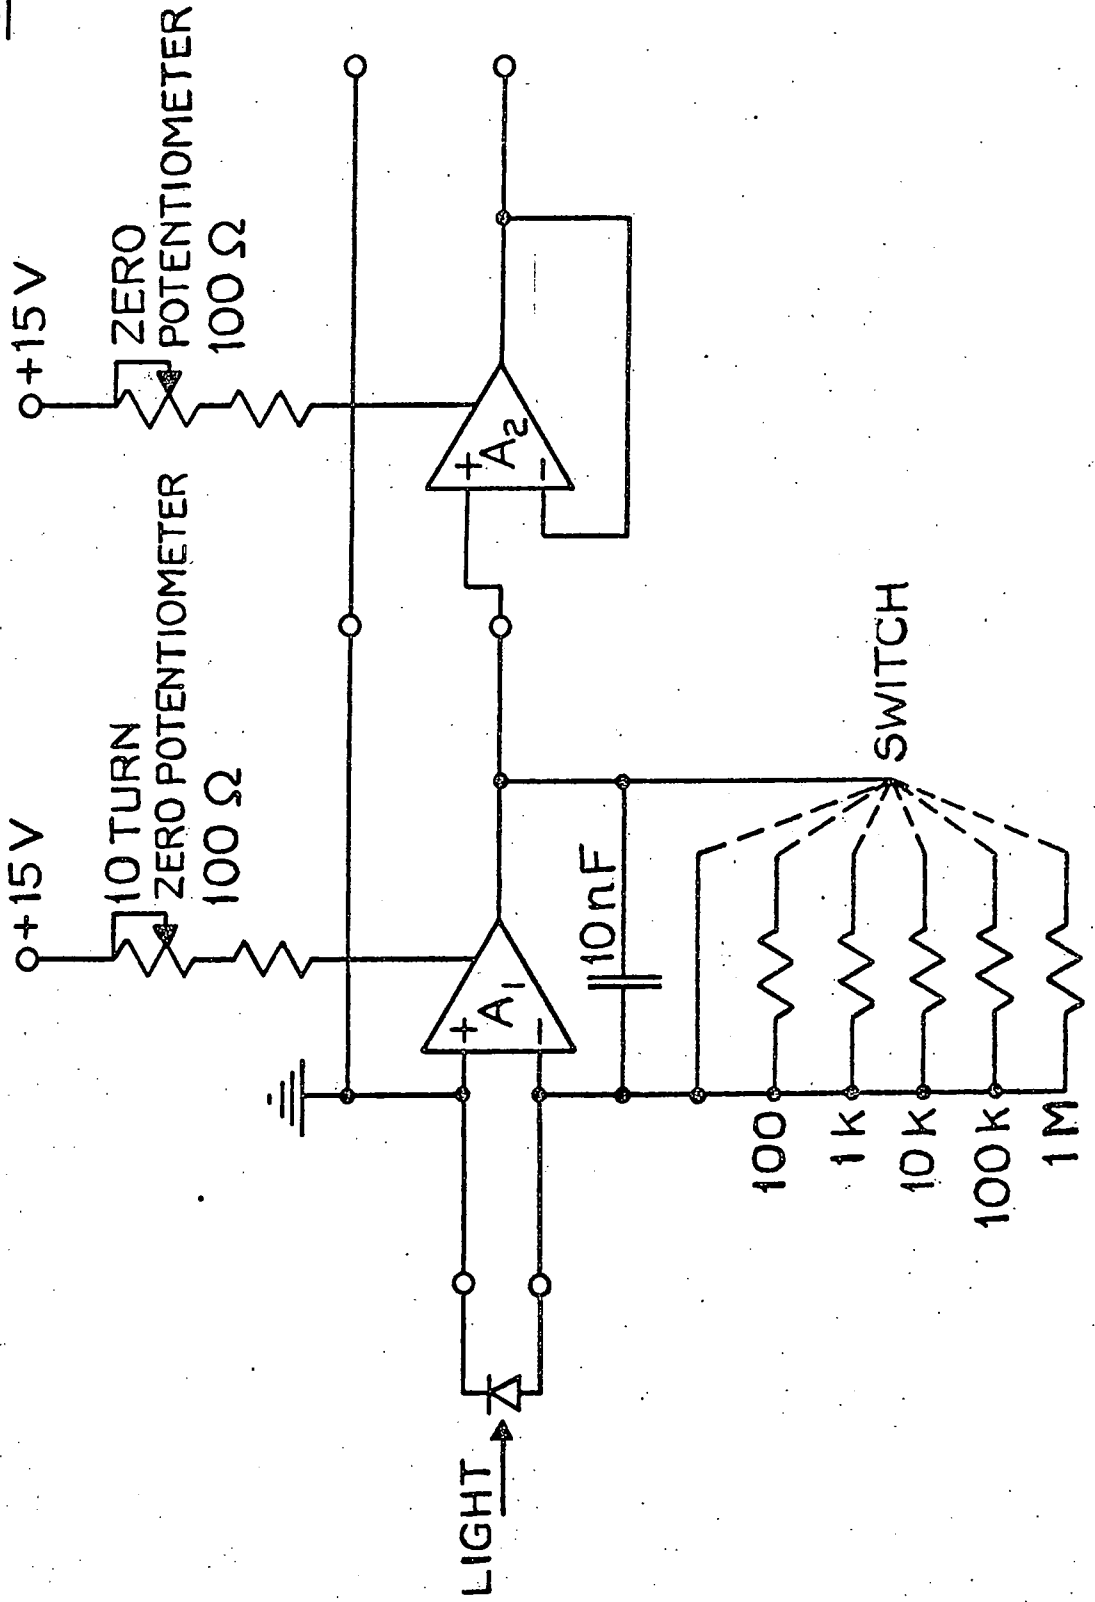 +15V
10 TURN
ZERO POTENTIOMETER
100 Ω
+15V
ZERO
POTENTIOMETER
100 Ω
LIGHT
+
A1
−
+
A2
−
10nF
SWITCH
100
1k
10k
100k
1M